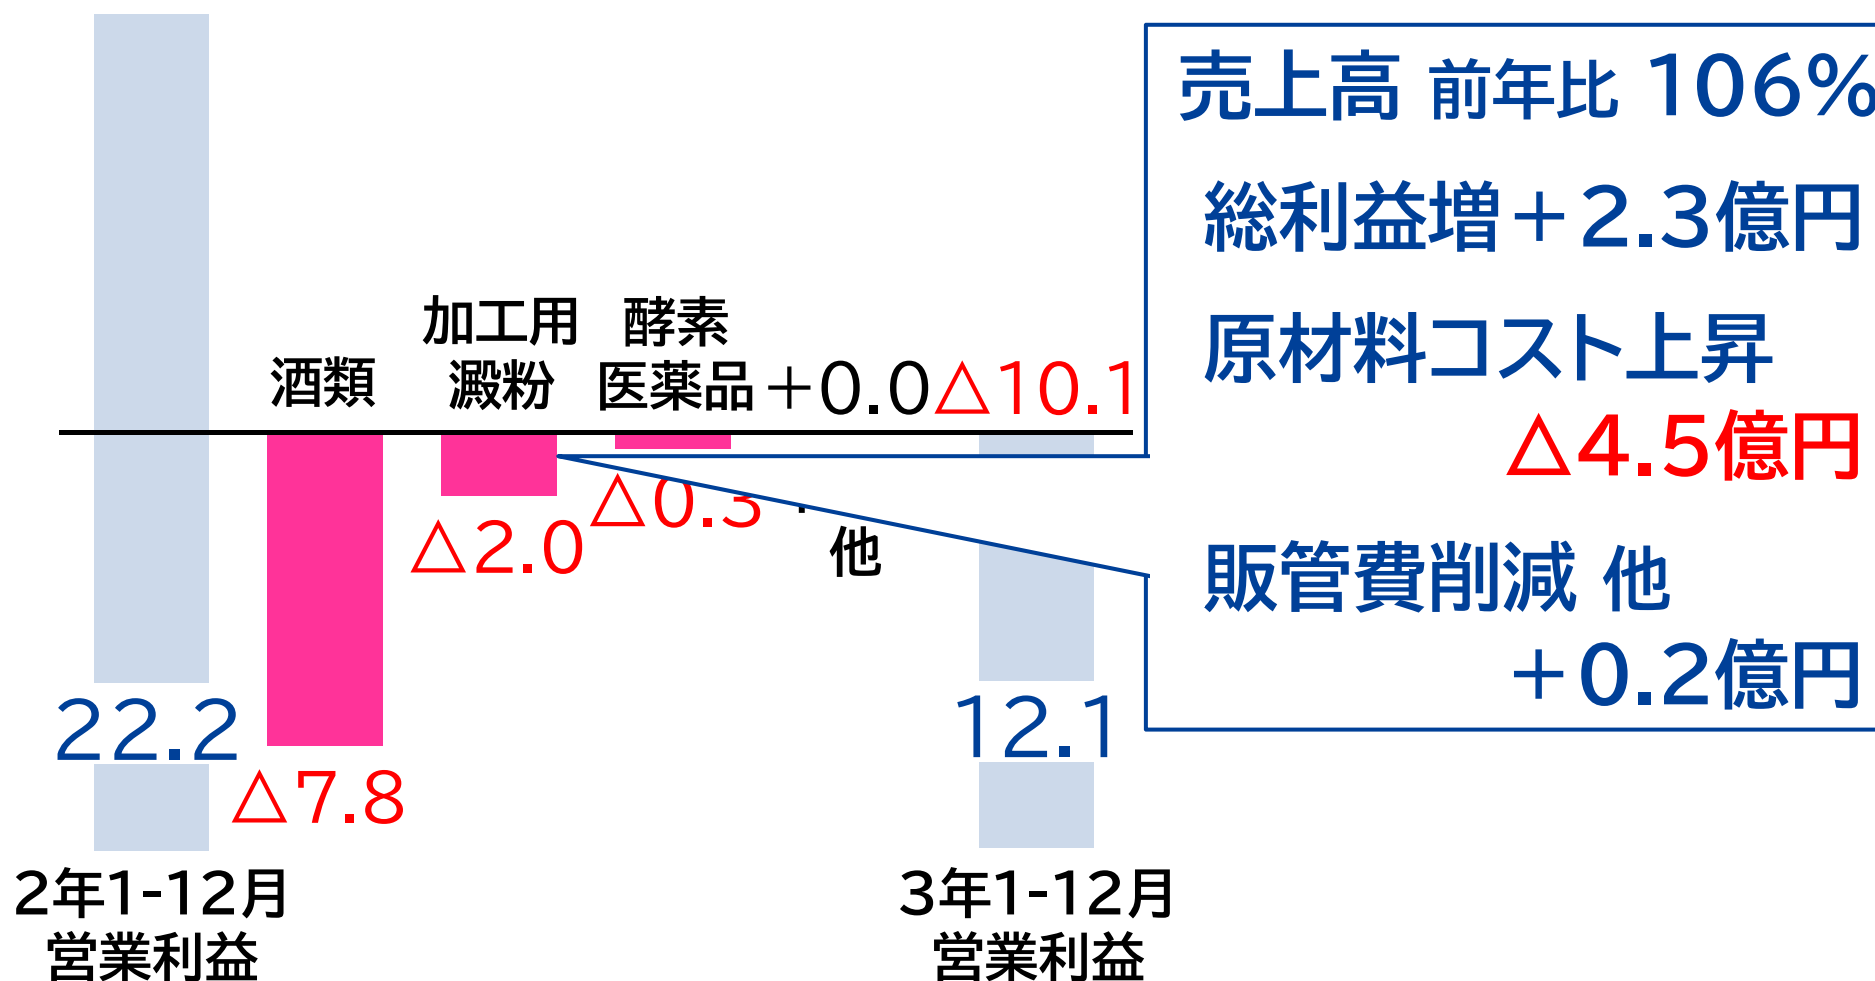 売上高 前年比 106%
総利益増＋2.3億円
原材料コスト上昇
△4.5億円
販管費削減 他
＋0.2億円
酒類
加工用
澱粉
酵素
医薬品
＋0.0
△10.1
△7.8
△2.0
△0.3
他
22.2
12.1
2年1-12月
営業利益
3年1-12月
営業利益